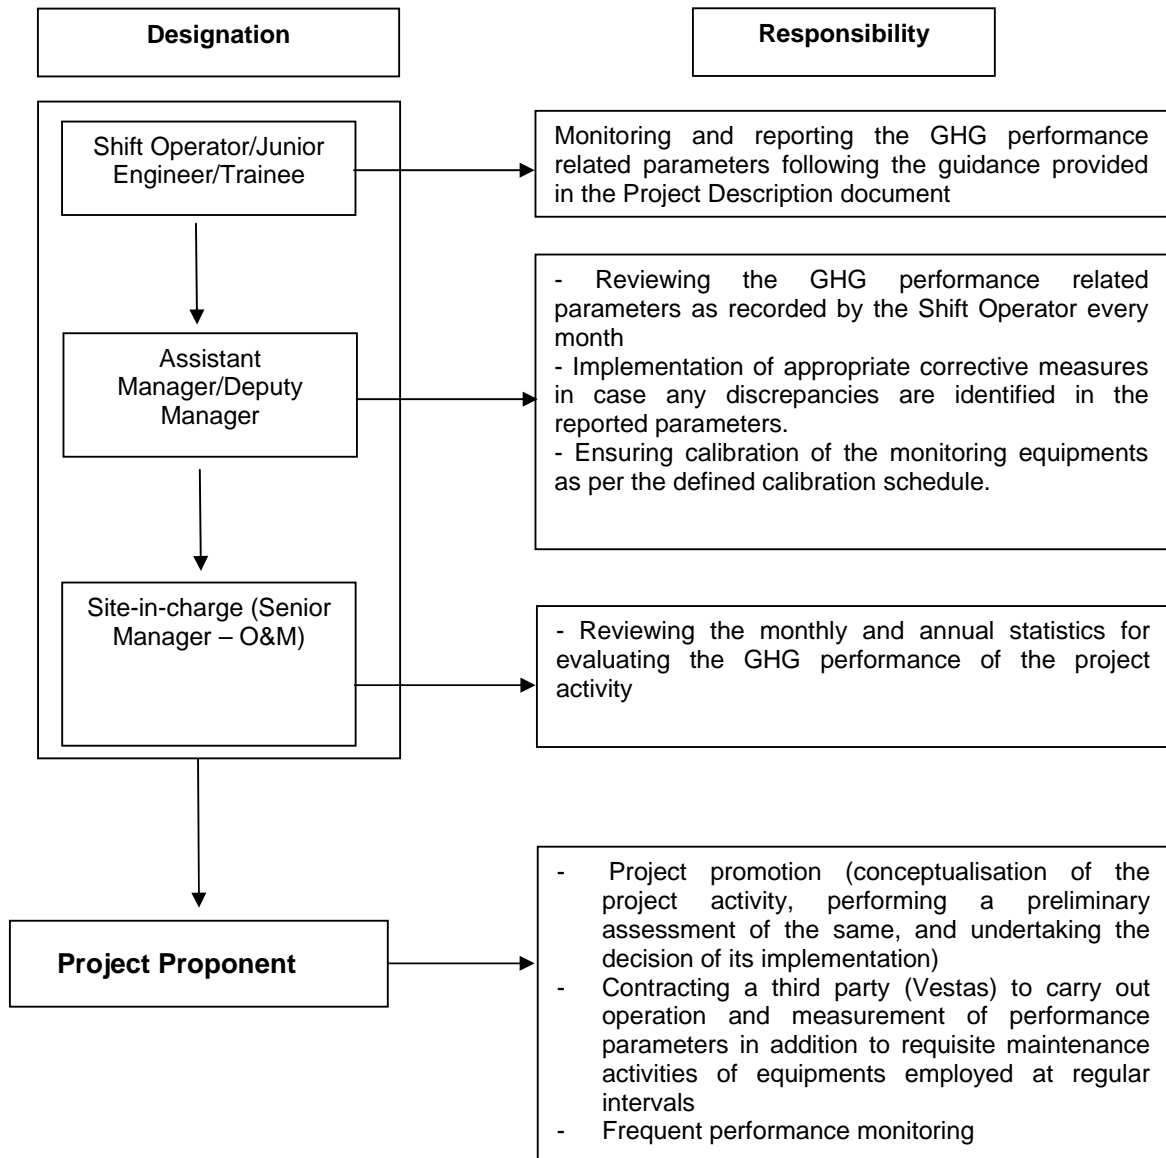 Designation
Responsibility
Shift Operator/Junior
Engineer/Trainee
Monitoring and reporting the GHG performance
related parameters following the guidance provided
in the Project Description document
Assistant
Manager/Deputy
Manager
- Reviewing the GHG performance related
parameters as recorded by the Shift Operator every
month
- Implementation of appropriate corrective measures
in case any discrepancies are identified in the
reported parameters.
- Ensuring calibration of the monitoring equipments
as per the defined calibration schedule.
Site-in-charge (Senior
Manager – O&M)
- Reviewing the monthly and annual statistics for
evaluating the GHG performance of the project
activity
Project Proponent
- Project promotion (conceptualisation of the
project activity, performing a preliminary
assessment of the same, and undertaking the
decision of its implementation)
- Contracting a third party (Vestas) to carry out
operation and measurement of performance
parameters in addition to requisite maintenance
activities of equipments employed at regular
intervals
- Frequent performance monitoring